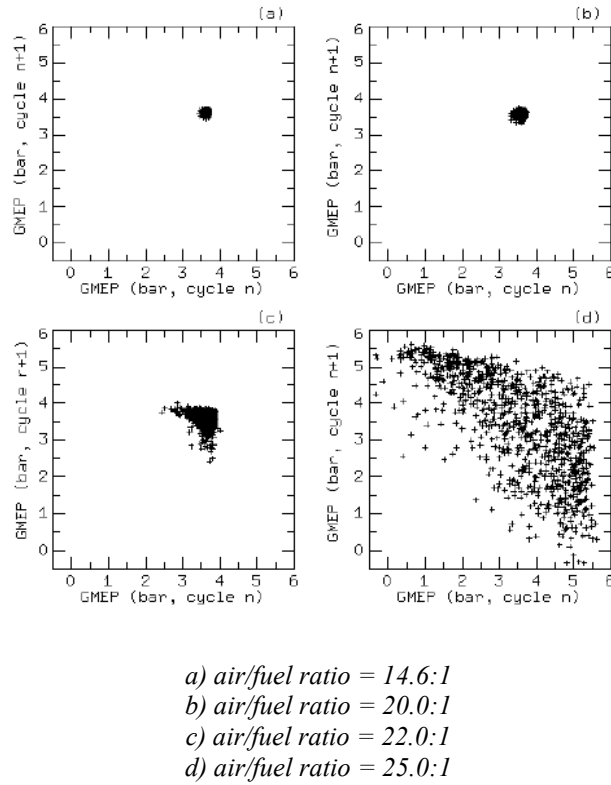 (a)
GMEP (bar, cycle n+1)
6
5
4
3
2
1
0
0 1 2 3 4 5 6
GMEP (bar, cycle n)
(b)
GMEP (bar, cycle n+1)
6
5
4
3
2
1
0
0 1 2 3 4 5 6
GMEP (bar, cycle n)
(c)
GMEP (bar, cycle n+1)
6
5
4
3
2
1
0
0 1 2 3 4 5 6
GMEP (bar, cycle n)
(d)
GMEP (bar, cycle n+1)
6
5
4
3
2
1
0
0 1 2 3 4 5 6
GMEP (bar, cycle n)
a) air/fuel ratio = 14.6:1
b) air/fuel ratio = 20.0:1
c) air/fuel ratio = 22.0:1
d) air/fuel ratio = 25.0:1